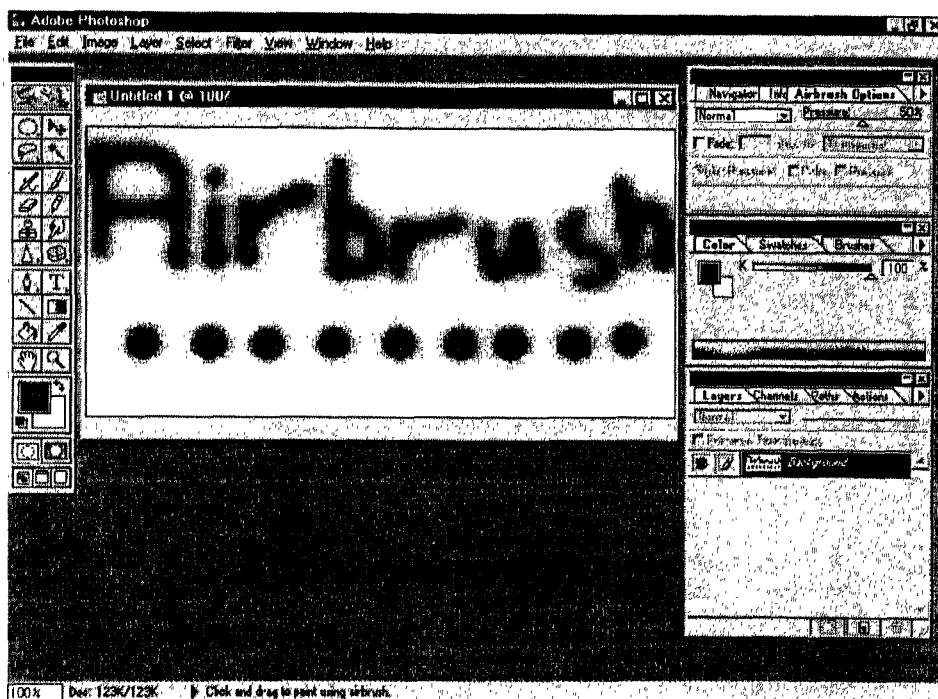 Adobe Photoshop
File Edit Image Layer Select Filter View Window Help
Untitled 1 @ 100%
Airbrush
Navigator Info Airbrush Options
Normal Pressure: 50%
Fade:
Color Swatches Brushes
K 100 %
Layers Channels Paths Actions
Normal
Background
100% Doc: 123K/123K Click and drag to paint using airbrush.